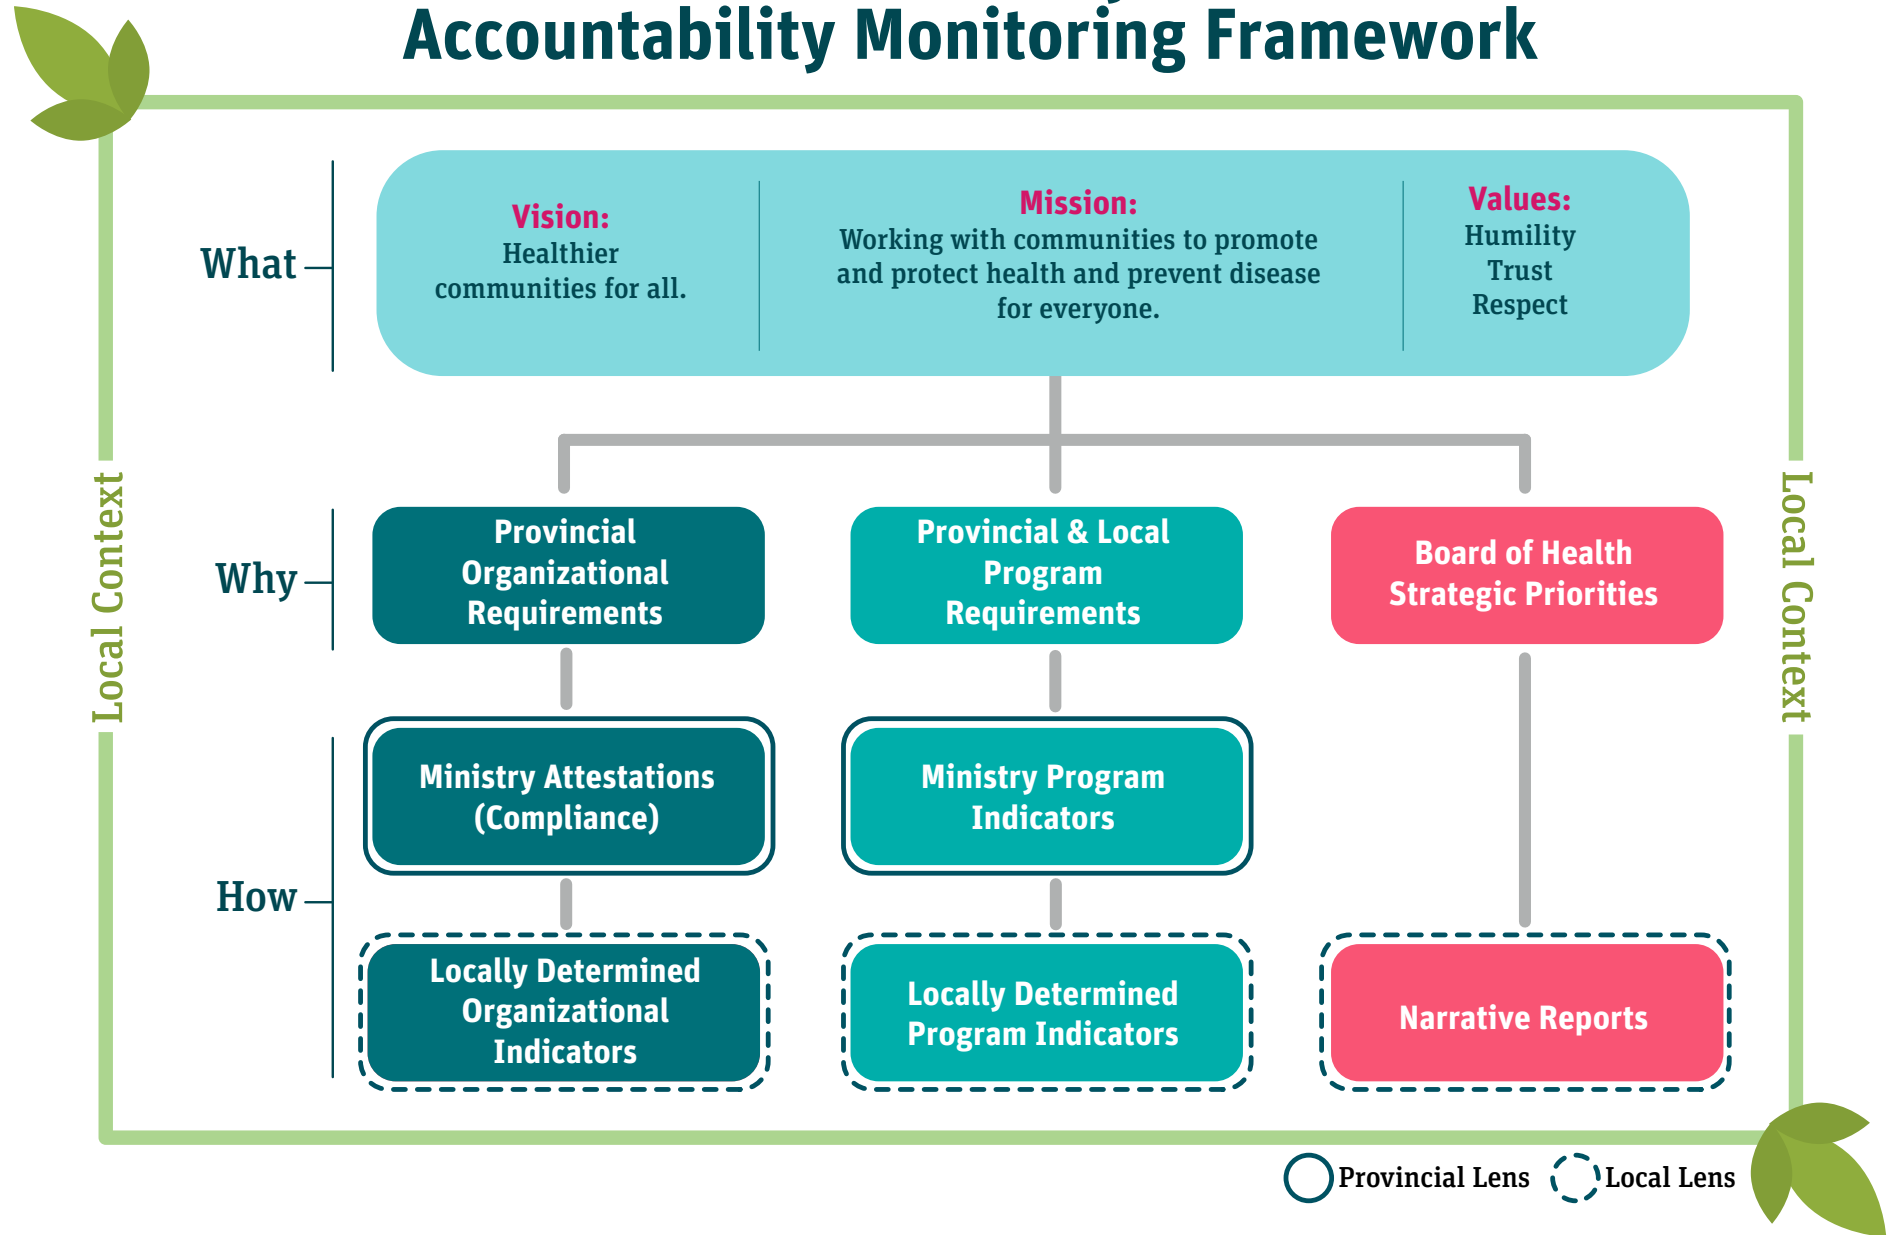 Accountability Monitoring Framework
What
Vision:
Healthier
communities for all.
Mission:
Working with communities to promote
and protect health and prevent disease
for everyone.
Values:
Humility
Trust
Respect
Local Context
Local Context
Why
Provincial
Organizational
Requirements
Provincial & Local
Program
Requirements
Board of Health
Strategic Priorities
How
Ministry Attestations
(Compliance)
Ministry Program
Indicators
Locally Determined
Organizational
Indicators
Locally Determined
Program Indicators
Narrative Reports
Provincial Lens
Local Lens